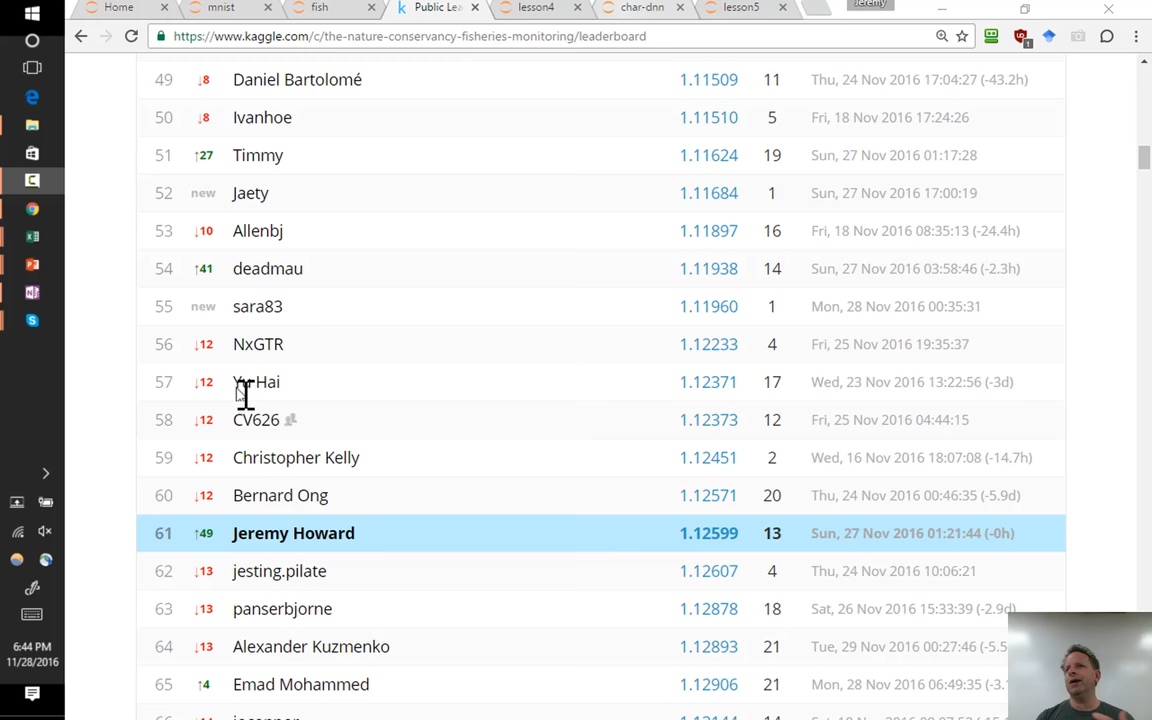 Home
mnist
fish
Public Le
lesson4
char-dnn
lesson5
Jeremy
https://www.kaggle.com/c/the-nature-conservancy-fisheries-monitoring/leaderboard
49 ↓8 Daniel Bartolomé 1.11509 11 Thu, 24 Nov 2016 17:04:27 (-43.2h)
50 ↓8 Ivanhoe 1.11510 5 Fri, 18 Nov 2016 17:24:26
51 ↑27 Timmy 1.11624 19 Sun, 27 Nov 2016 01:17:28
52 new Jaety 1.11684 1 Sun, 27 Nov 2016 17:00:19
53 ↓10 Allenbj 1.11897 16 Fri, 18 Nov 2016 08:35:13 (-24.4h)
54 ↑41 deadmau 1.11938 14 Sun, 27 Nov 2016 03:58:46 (-2.3h)
55 new sara83 1.11960 1 Mon, 28 Nov 2016 00:35:31
56 ↓12 NxGTR 1.12233 4 Fri, 25 Nov 2016 19:35:37
57 ↓12 Hai 1.12371 17 Wed, 23 Nov 2016 13:22:56 (-3d)
58 ↓12 CV626 1.12373 12 Fri, 25 Nov 2016 04:44:15
59 ↓12 Christopher Kelly 1.12451 2 Wed, 16 Nov 2016 18:07:08 (-14.7h)
60 ↓12 Bernard Ong 1.12571 20 Thu, 24 Nov 2016 00:46:35 (-5.9d)
61 ↑49 Jeremy Howard 1.12599 13 Sun, 27 Nov 2016 01:21:44 (-0h)
62 ↓13 jesting.pilate 1.12607 4 Thu, 24 Nov 2016 10:06:21
63 ↓13 panserbjorne 1.12878 18 Sat, 26 Nov 2016 15:33:39 (-2.9d)
64 ↓13 Alexander Kuzmenko 1.12893 21 Tue, 29 Nov 2016 00:27:46 (-5.5
65 ↑4 Emad Mohammed 1.12906 21 Mon, 28 Nov 2016 06:49:35 (-3.
6:44 PM
11/28/2016